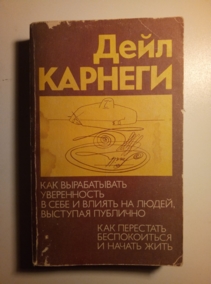 Дейл
КАРНЕГИ
КАК ВЫРАБАТЫВАТЬ
УВЕРЕННОСТЬ
В СЕБЕ И ВЛИЯТЬ НА ЛЮДЕЙ,
ВЫСТУПАЯ ПУБЛИЧНО
КАК ПЕРЕСТАТЬ
БЕСПОКОИТЬСЯ
И НАЧАТЬ ЖИТЬ